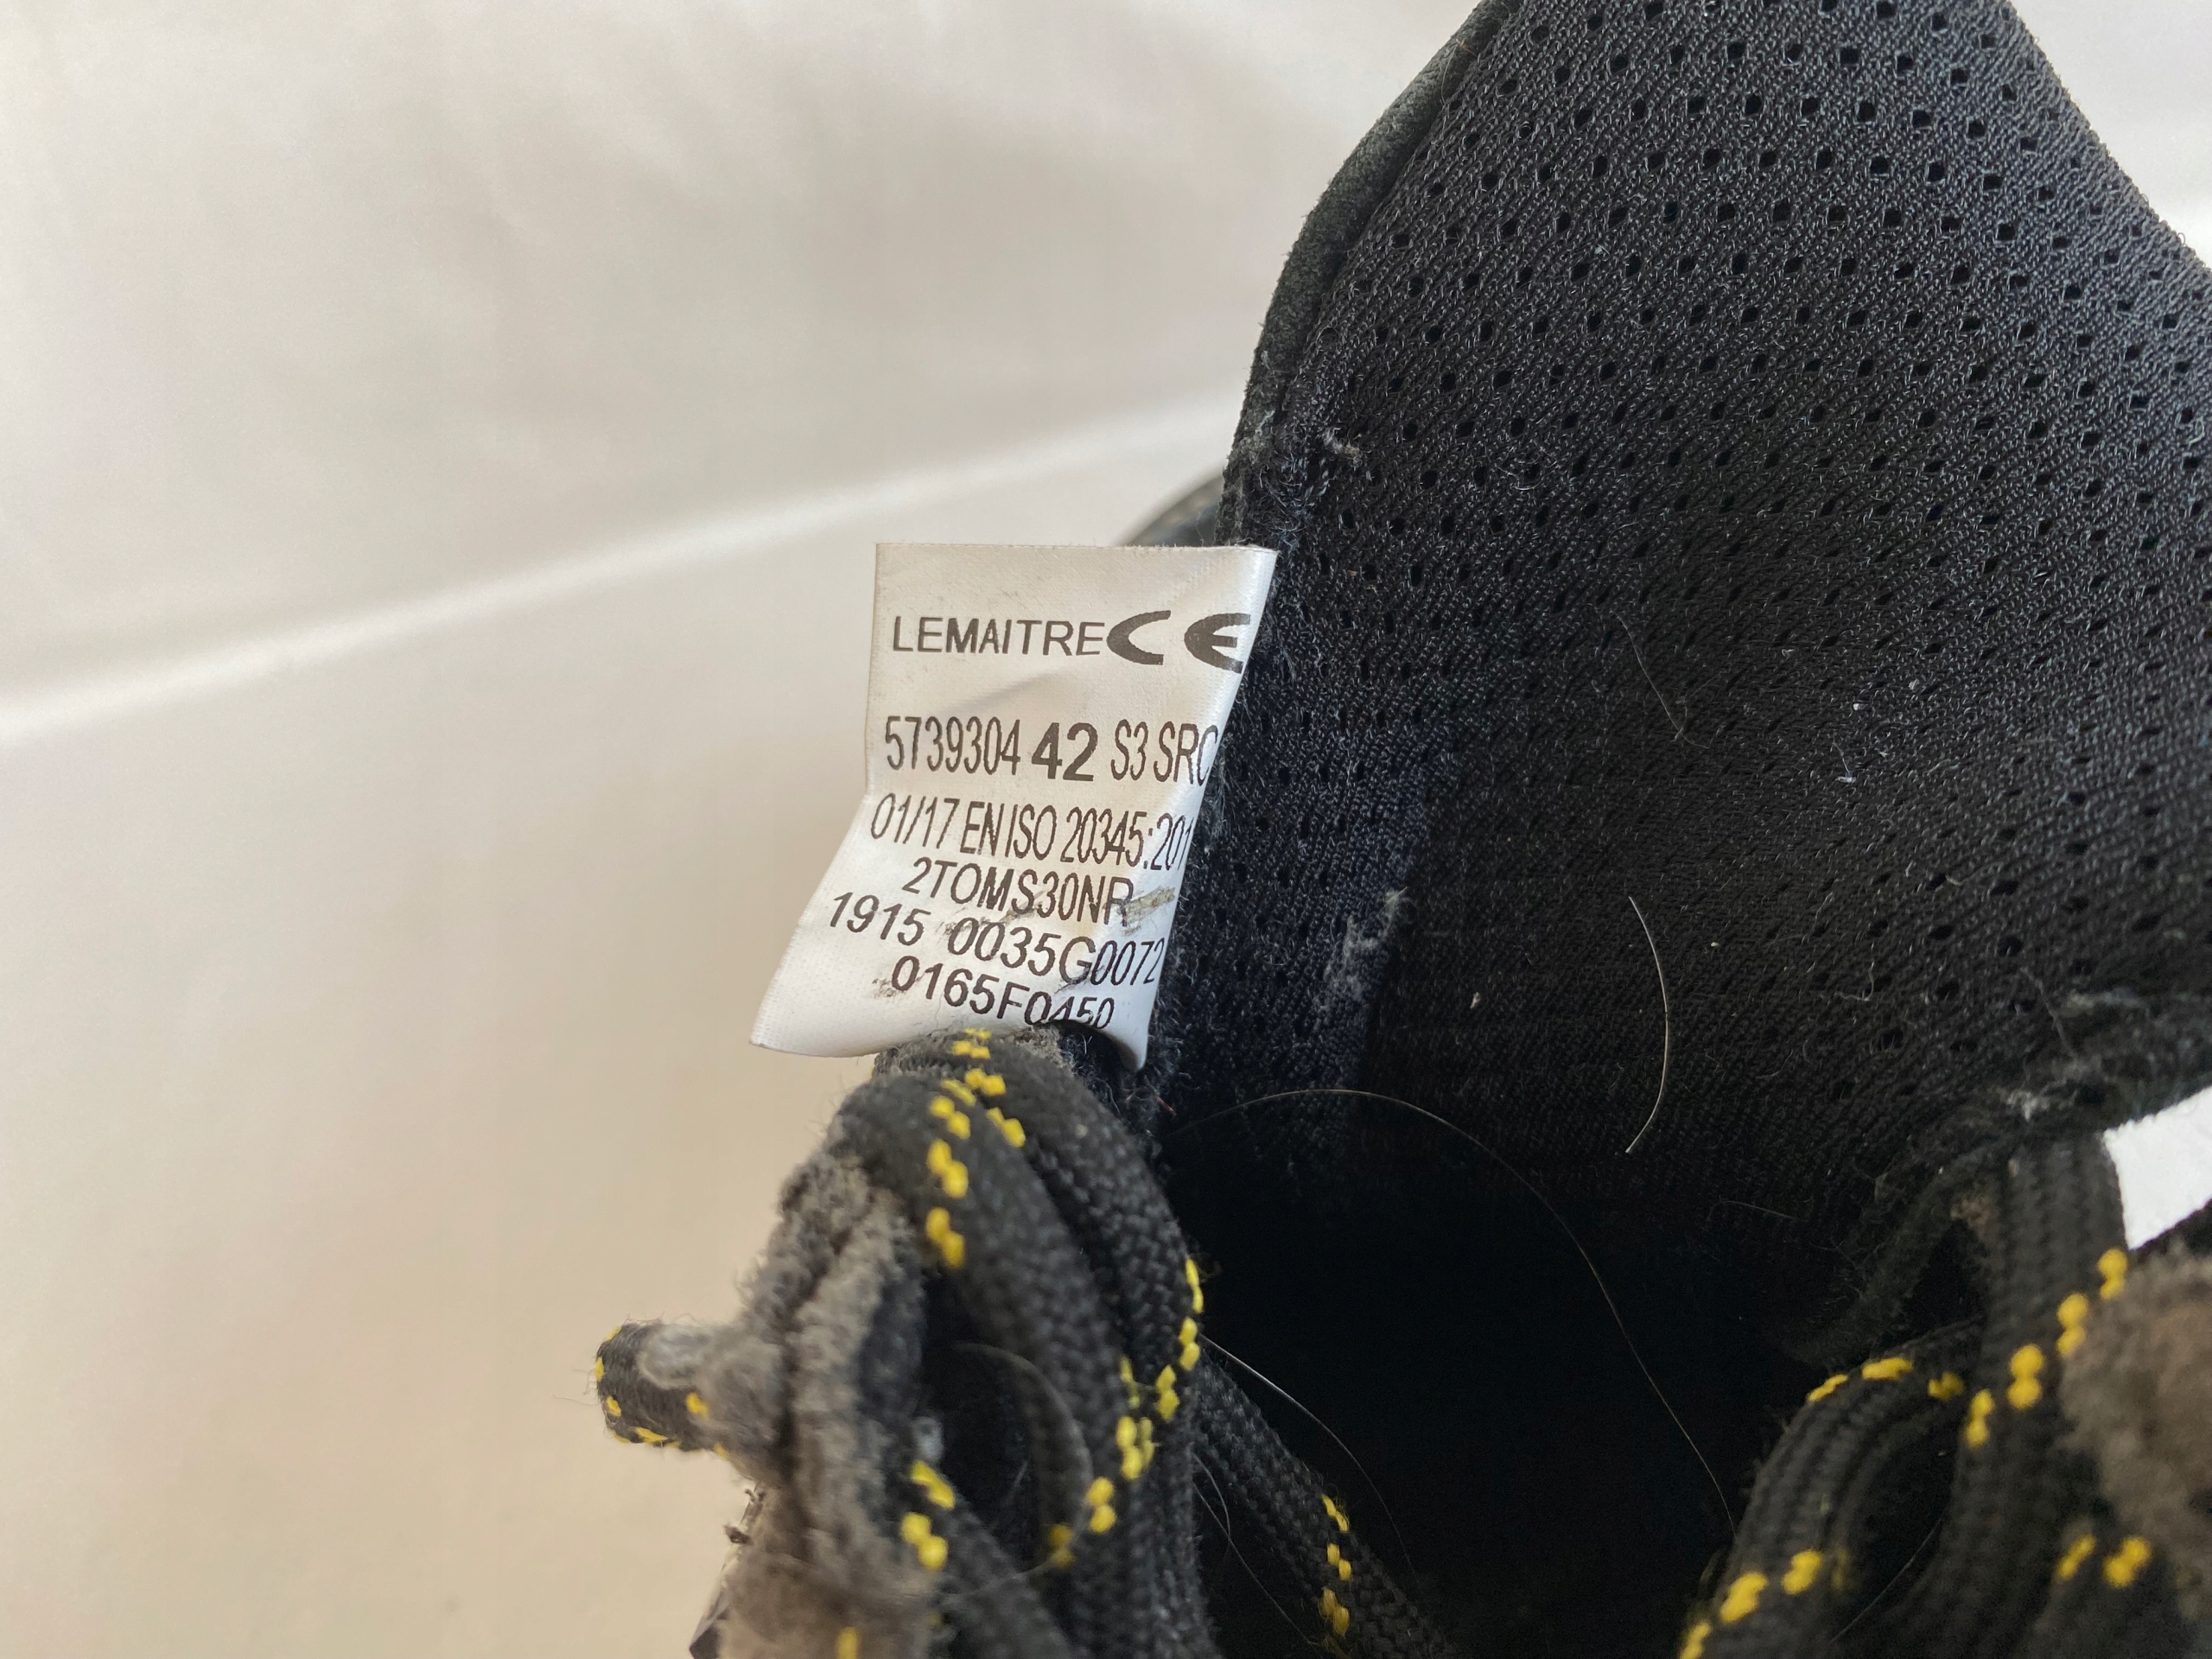 LEMAITRE CE
5739304 42 S3 SRC
01/17 EN ISO 20345:201
2TOMS30NR
1915 0035G0072
0165F0450